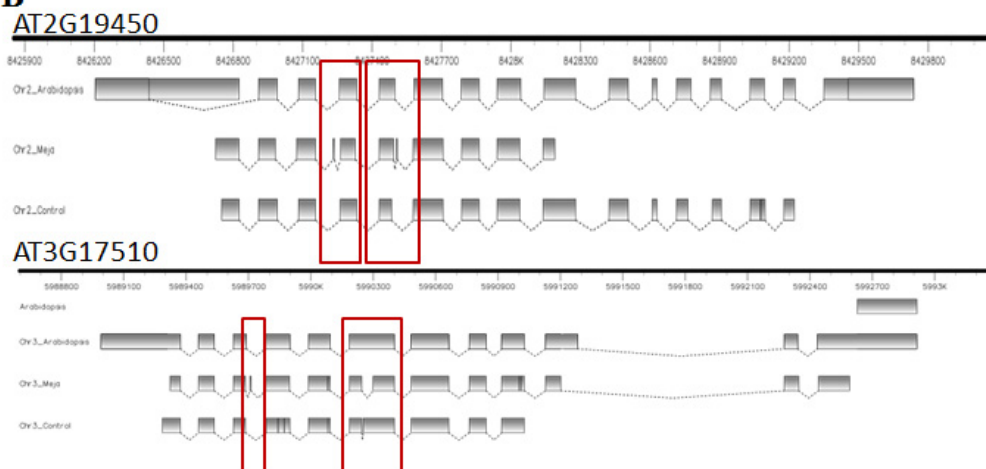 AT2G19450
8425900 8426200 8426500 8426800 8427100 8427400 8427700 8428K 8428300 8428600 8428900 8429200 8429500 8429800
Chr2_Arabidopsis
Chr2_Meja
Chr2_Control
AT3G17510
5988800 5989100 5989400 5989700 5990K 5990300 5990600 5990900 5991200 5991500 5991800 5992100 5992400 5992700 5993K
Arabidopsis
Chr3_Arabidopsis
Chr3_Meja
Chr3_Control